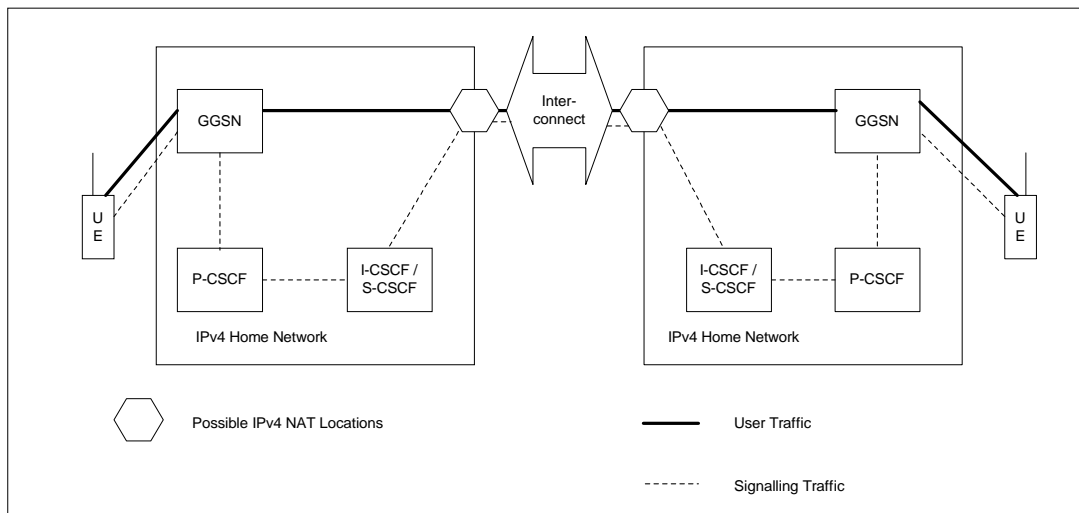 GGSN
Inter-
connect
GGSN
U
E
U
E
P-CSCF
I-CSCF /
S-CSCF
I-CSCF /
S-CSCF
P-CSCF
IPv4 Home Network
IPv4 Home Network
Possible IPv4 NAT Locations
User Traffic
Signalling Traffic